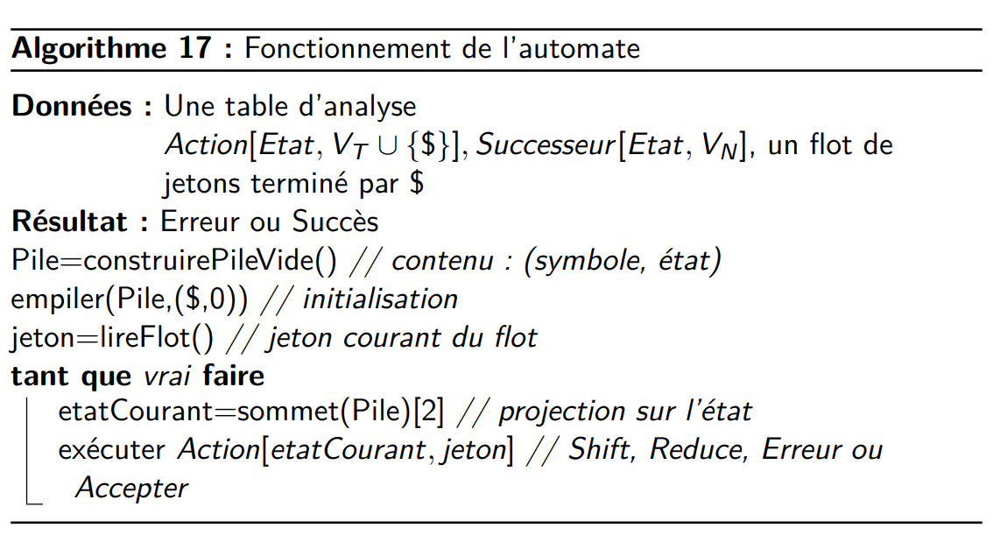 Algorithme 17 : Fonctionnement de l'automate
Données : Une table d'analyse
Action[Etat, V_T ∪ {$}], Successeur[Etat, V_N], un flot de
jetons terminé par $
Résultat : Erreur ou Succès
Pile=construirePileVide() // contenu : (symbole, état)
empiler(Pile,($,0)) // initialisation
jeton=lireFlot() // jeton courant du flot
tant que vrai faire
etatCourant=sommet(Pile)[2] // projection sur l'état
exécuter Action[etatCourant, jeton] // Shift, Reduce, Erreur ou
Accepter